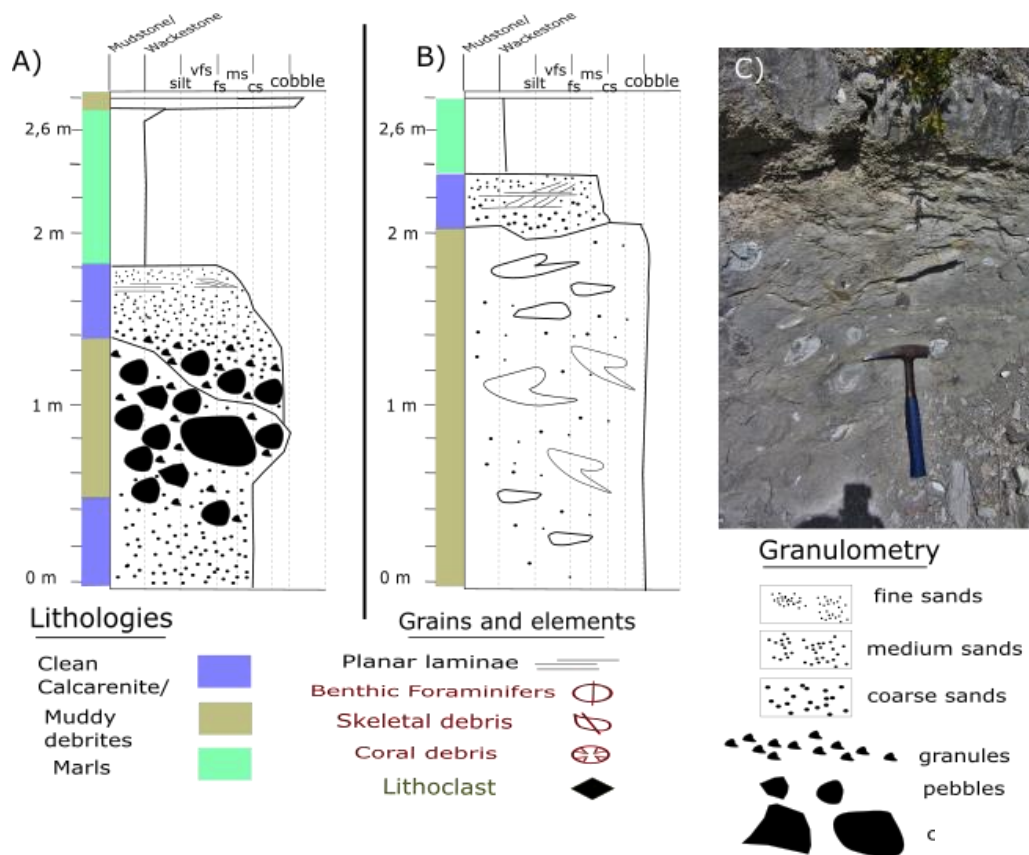 Mudstone/
Wackestone
A)
silt
vfs
fs
ms
cs
cobble
2,6 m
2 m
1 m
0 m
Mudstone/
Wackestone
B)
silt
vfs
fs
ms
cs
cobble
2,6 m
2 m
1 m
0 m
C)
Lithologies
Clean
Calcarenite/
Muddy
debrites
Marls
Grains and elements
Planar laminae
Benthic Foraminifers
Skeletal debris
Coral debris
Lithoclast
Granulometry
fine sands
medium sands
coarse sands
granules
pebbles
c